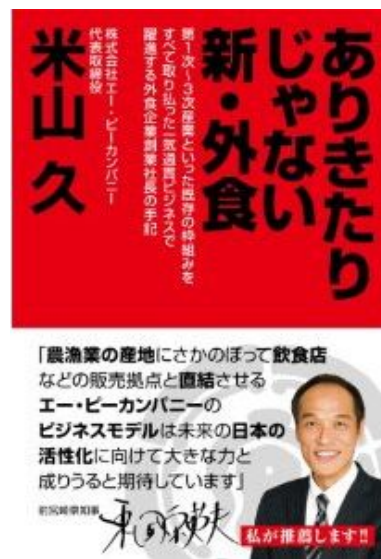 ありきたり
じゃない
新・外食
第1次～3次産業といった既存の枠組みを
すべて取り払った一気通貫ビジネスで
躍進する外食企業創業社長の手記
株式会社エー・ピーカンパニー
代表取締役
米山 久
「農漁業の産地にさかのぼって飲食店
などの販売拠点と直結させる
エー・ピーカンパニーの
ビジネスモデルは未来の日本の
活性化に向けて大きな力と
成りうると期待しています」
前宮崎県知事
東国原英夫
私が推薦します!!